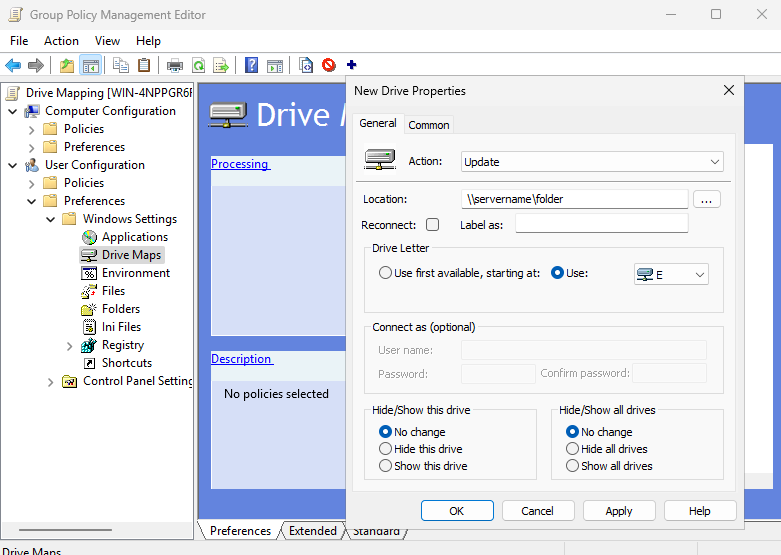 Group Policy Management Editor
File Action View Help
Drive Mapping [WIN-4NPPGR6F
Computer Configuration
Policies
Preferences
User Configuration
Policies
Preferences
Windows Settings
Applications
Drive Maps
Environment
Files
Folders
Ini Files
Registry
Shortcuts
Control Panel Setting
Drive M
Processing
Description
No policies selected
New Drive Properties
General Common
Action: Update
Location: \\servername\folder ...
Reconnect: Label as:
Drive Letter
Use first available, starting at: Use: E
Connect as (optional)
User name:
Password: Confirm password:
Hide/Show this drive
No change
Hide this drive
Show this drive
Hide/Show all drives
No change
Hide all drives
Show all drives
OK Cancel Apply Help
Preferences Extended Standard
Drive Maps